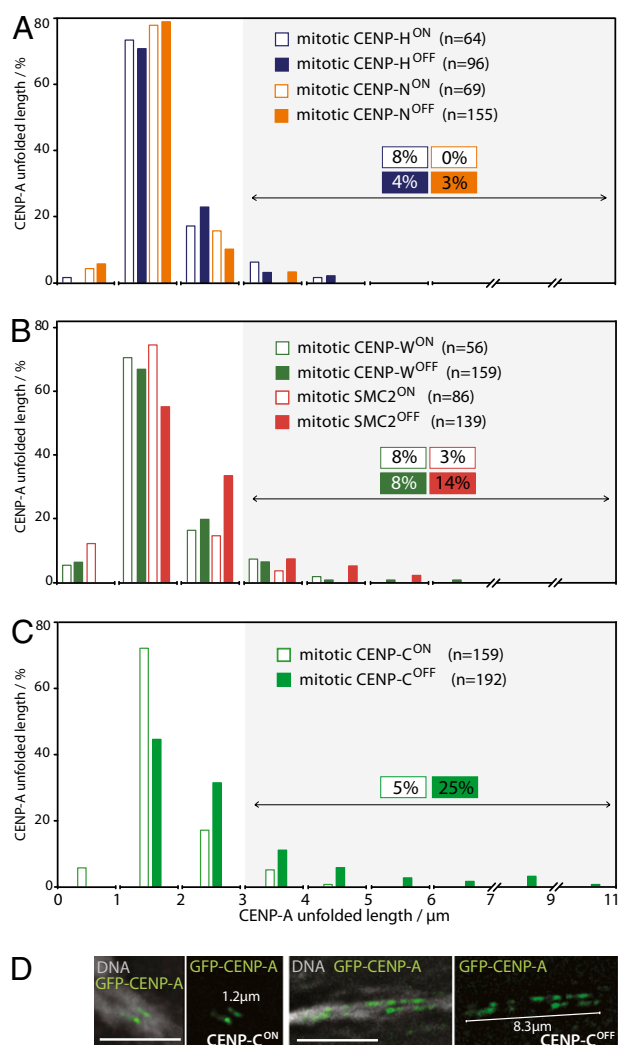 A
CENP-A unfolded length / %
80
60
40
20
0
mitotic CENP-H^ON (n=64)
mitotic CENP-H^OFF (n=96)
mitotic CENP-N^ON (n=69)
mitotic CENP-N^OFF (n=155)
8% 0%
4% 3%
B
CENP-A unfolded length / %
80
60
40
20
0
mitotic CENP-W^ON (n=56)
mitotic CENP-W^OFF (n=159)
mitotic SMC2^ON (n=86)
mitotic SMC2^OFF (n=139)
8% 3%
8% 14%
C
CENP-A unfolded length / %
80
60
40
20
0
mitotic CENP-C^ON (n=159)
mitotic CENP-C^OFF (n=192)
5% 25%
0 1 2 3 4 5 6 7 9 11
CENP-A unfolded length / μm
D
DNA
GFP-CENP-A
GFP-CENP-A
1.2μm
CENP-C^ON
DNA GFP-CENP-A
GFP-CENP-A
8.3μm
CENP-C^OFF